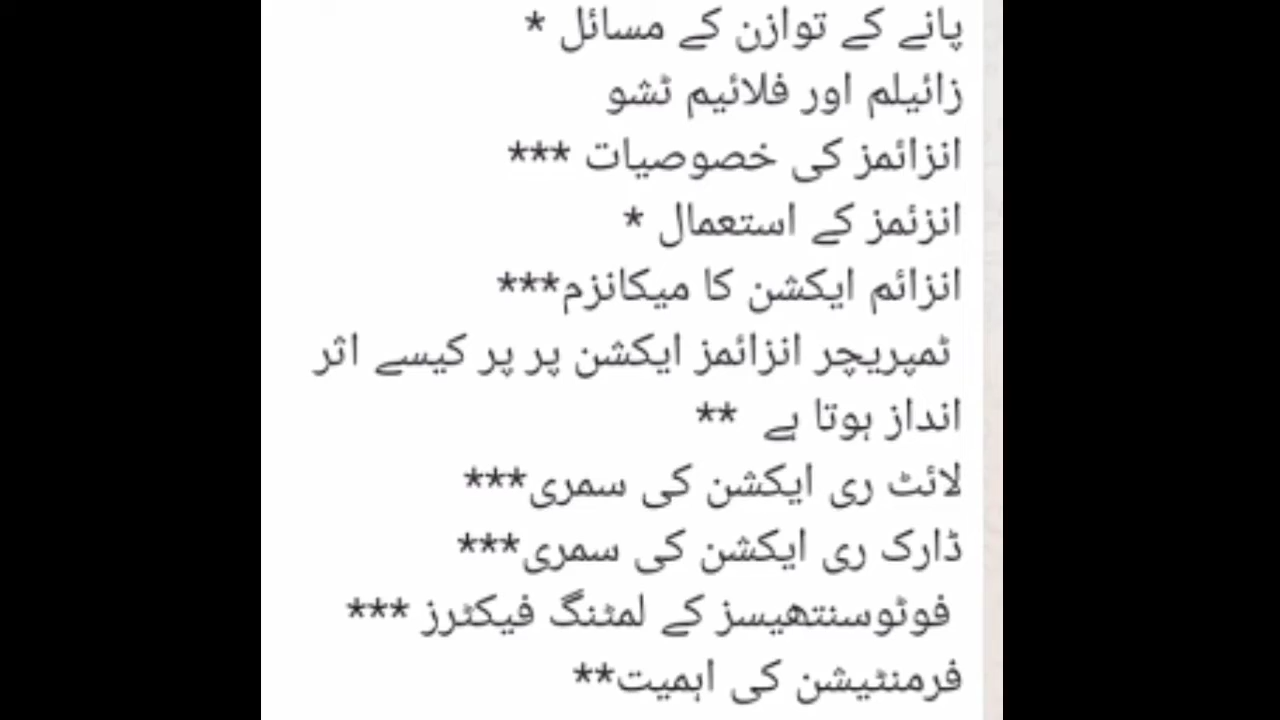 پانے کے توازن کے مسائل *
زائیلم اور فلائیم ٹشو
انزائمز کی خصوصیات ***
انزئمز کے استعمال *
انزائم ایکشن کا میکانزم***
ٹمپریچر انزائمز ایکشن پر پر کیسے اثر
انداز ہوتا ہے **
لائٹ ری ایکشن کی سمری***
ڈارک ری ایکشن کی سمری***
فوٹوسنتھیسز کے لمٹنگ فیکٹرز ***
فرمنٹیشن کی اہمیت**